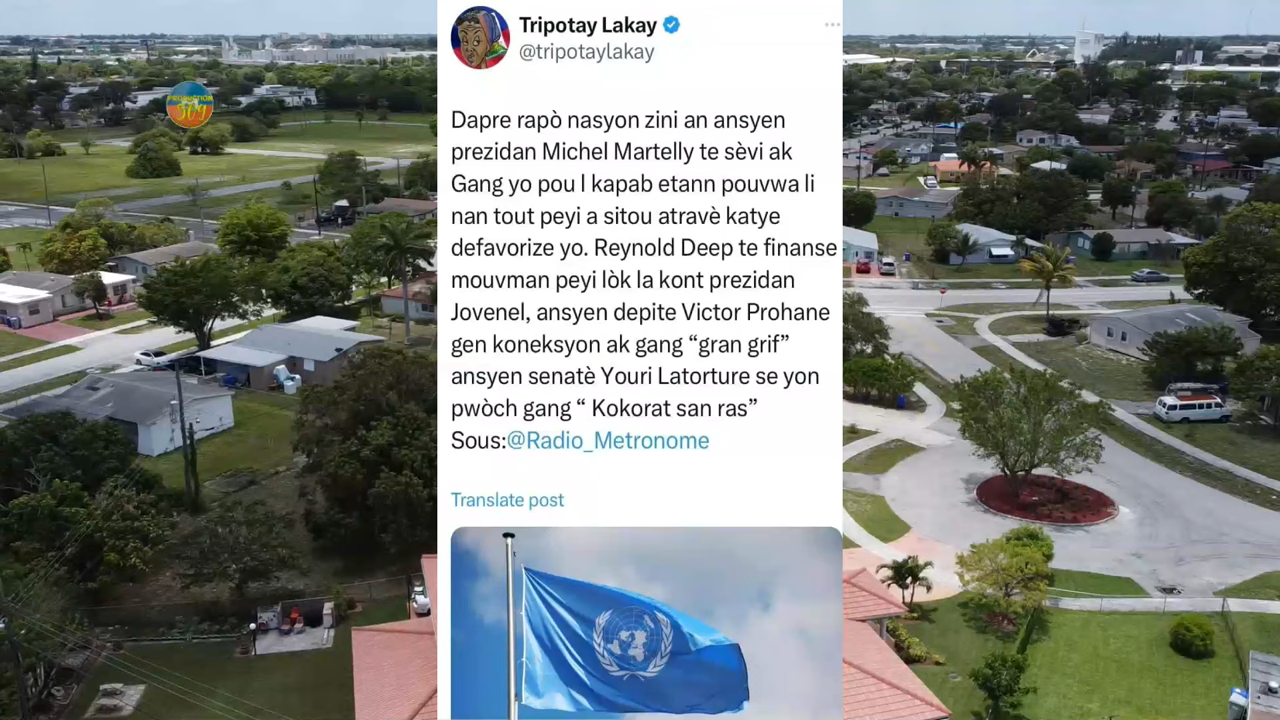 Tripotay Lakay
@tripotaylakay
PRODUCTION
509
Dapre rapò nasyon zini an ansyen
prezidan Michel Martelly te sèvi ak
Gang yo pou l kapab etann pouvwa li
nan tout peyi a sitou atravè katye
defavorize yo. Reynold Deep te finanse
mouvman peyi lòk la kont prezidan
Jovenel, ansyen depite Victor Prohane
gen koneksyon ak gang “gran grif”
ansyen senatè Youri Latorture se yon
pwòch gang “ Kokorat san ras”
Sous:@Radio_Metronome
Translate post